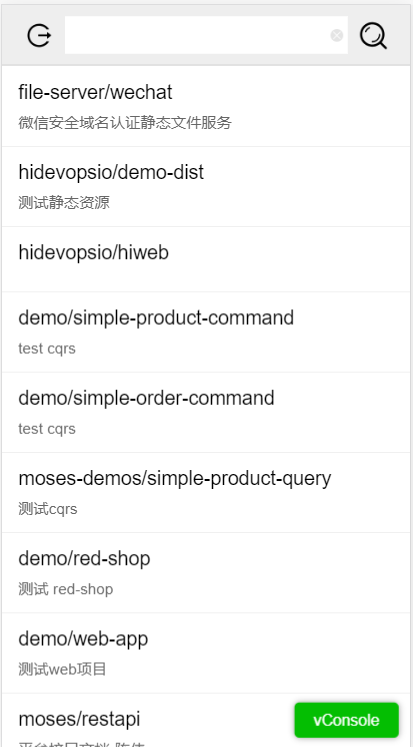 file-server/wechat
微信安全域名认证静态文件服务
hidevopsio/demo-dist
测试静态资源
hidevopsio/hiweb
demo/simple-product-command
test cqrs
demo/simple-order-command
test cqrs
moses-demos/simple-product-query
测试cqrs
demo/red-shop
测试 red-shop
demo/web-app
测试web项目
moses/restapi
vConsole